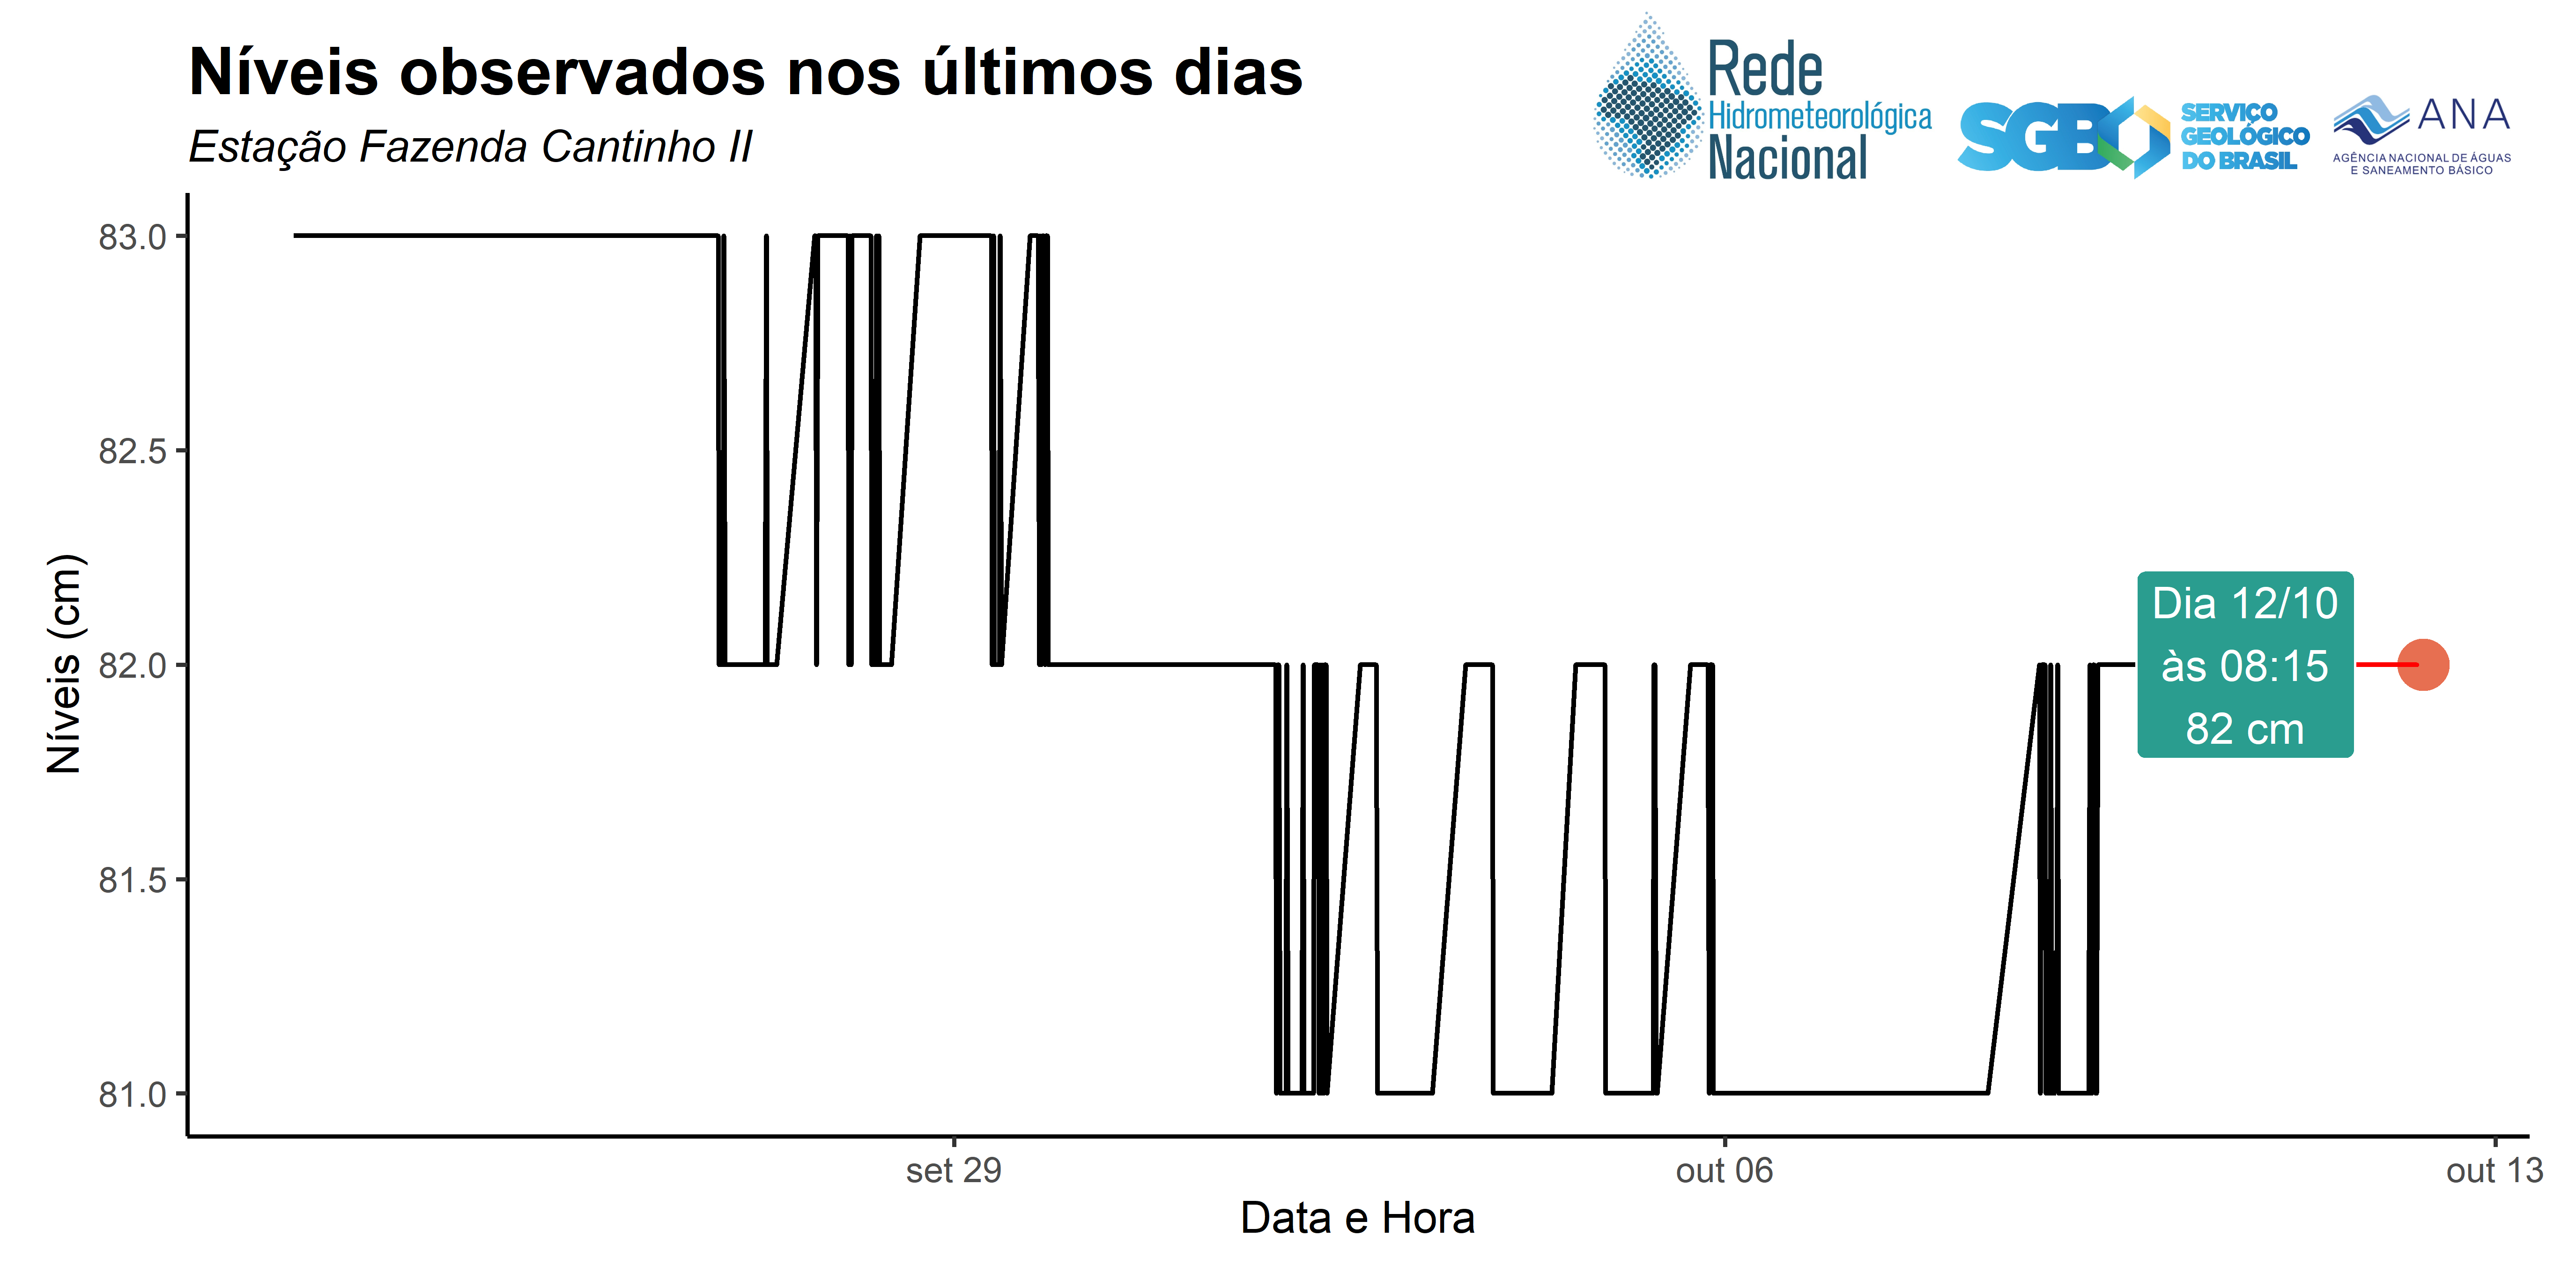 Níveis observados nos últimos dias
Estação Fazenda Cantinho II
Rede
Hidrometeorológica
Nacional
SGB
SERVIÇO
GEOLÓGICO
DO BRASIL
ANA
AGÊNCIA NACIONAL DE ÁGUAS
E SANEAMENTO BÁSICO
Níveis (cm)
83.0
82.5
82.0
81.5
81.0
Dia 12/10
às 08:15
82 cm
set 29
out 06
out 13
Data e Hora